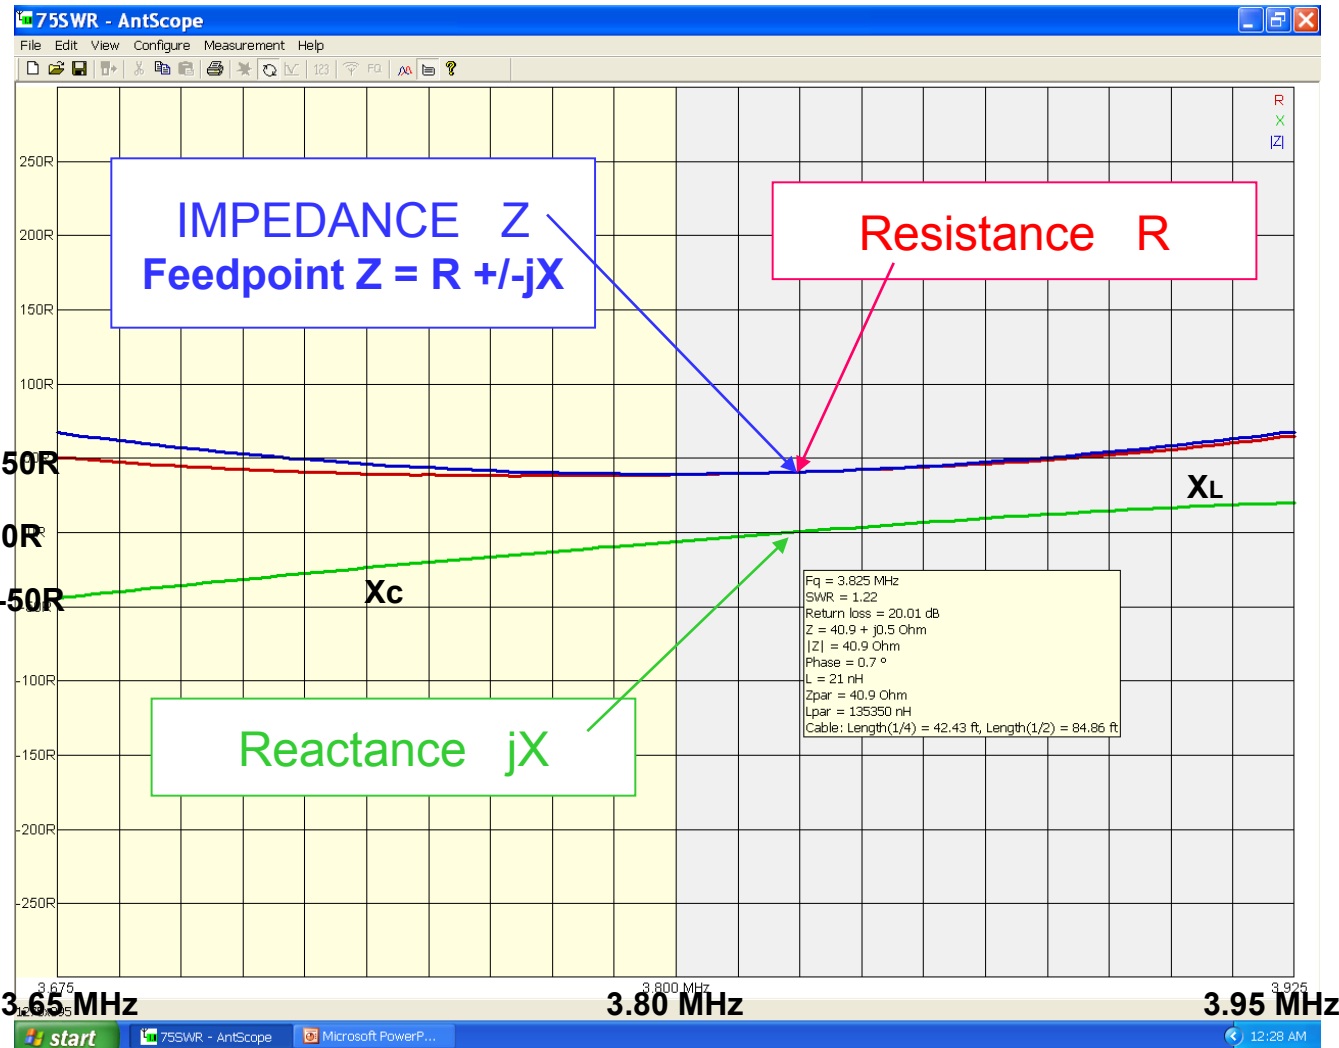 75SWR - AntScope
File Edit View Configure Measurement Help
123 FQ
R
X
|Z|
250R
200R
150R
100R
50R
0R
-50R
-100R
-150R
-200R
-250R
IMPEDANCE Z
Feedpoint Z = R +/-jX
Resistance R
XL
Xc
Reactance jX
Fq = 3.825 MHz
SWR = 1.22
Return loss = 20.01 dB
Z = 40.9 + j0.5 Ohm
|Z| = 40.9 Ohm
Phase = 0.7 º
L = 21 nH
Zpar = 40.9 Ohm
Lpar = 135350 nH
Cable: Length(1/4) = 42.43 ft, Length(1/2) = 84.86 ft
3.675 3.800 MHz 3.925
3.65 MHz 3.80 MHz 3.95 MHz
start 75SWR - AntScope Microsoft PowerP... 12:28 AM